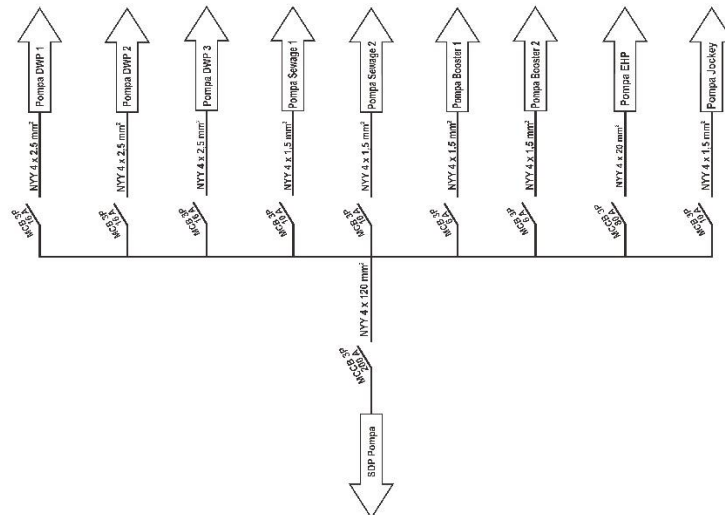 Pompa DWP 1
Pompa DWP 2
Pompa DWP 3
Pompa Sewage 1
Pompa Sewage 2
Pompa Booster 1
Pompa Booster 2
Pompa EHP
Pompa Jockey
NYY 4 x 2,5 mm²
NYY 4 x 2,5 mm²
NYY 4 x 2,5 mm²
NYY 4 x 1,5 mm²
NYY 4 x 1,5 mm²
NYY 4 x 1,5 mm²
NYY 4 x 1,5 mm²
NYY 4 x 20 mm²
NYY 4 x 1,5 mm²
MCB 3P
16 A
MCB 3P
16 A
MCB 3P
16 A
MCB 3P
10 A
MCB 3P
10 A
MCB 3P
6 A
MCB 3P
6 A
MCCB 3P
80 A
MCB 3P
10 A
NYY 4 x 120 mm²
MCCB 3P
200 A
SDP Pompa